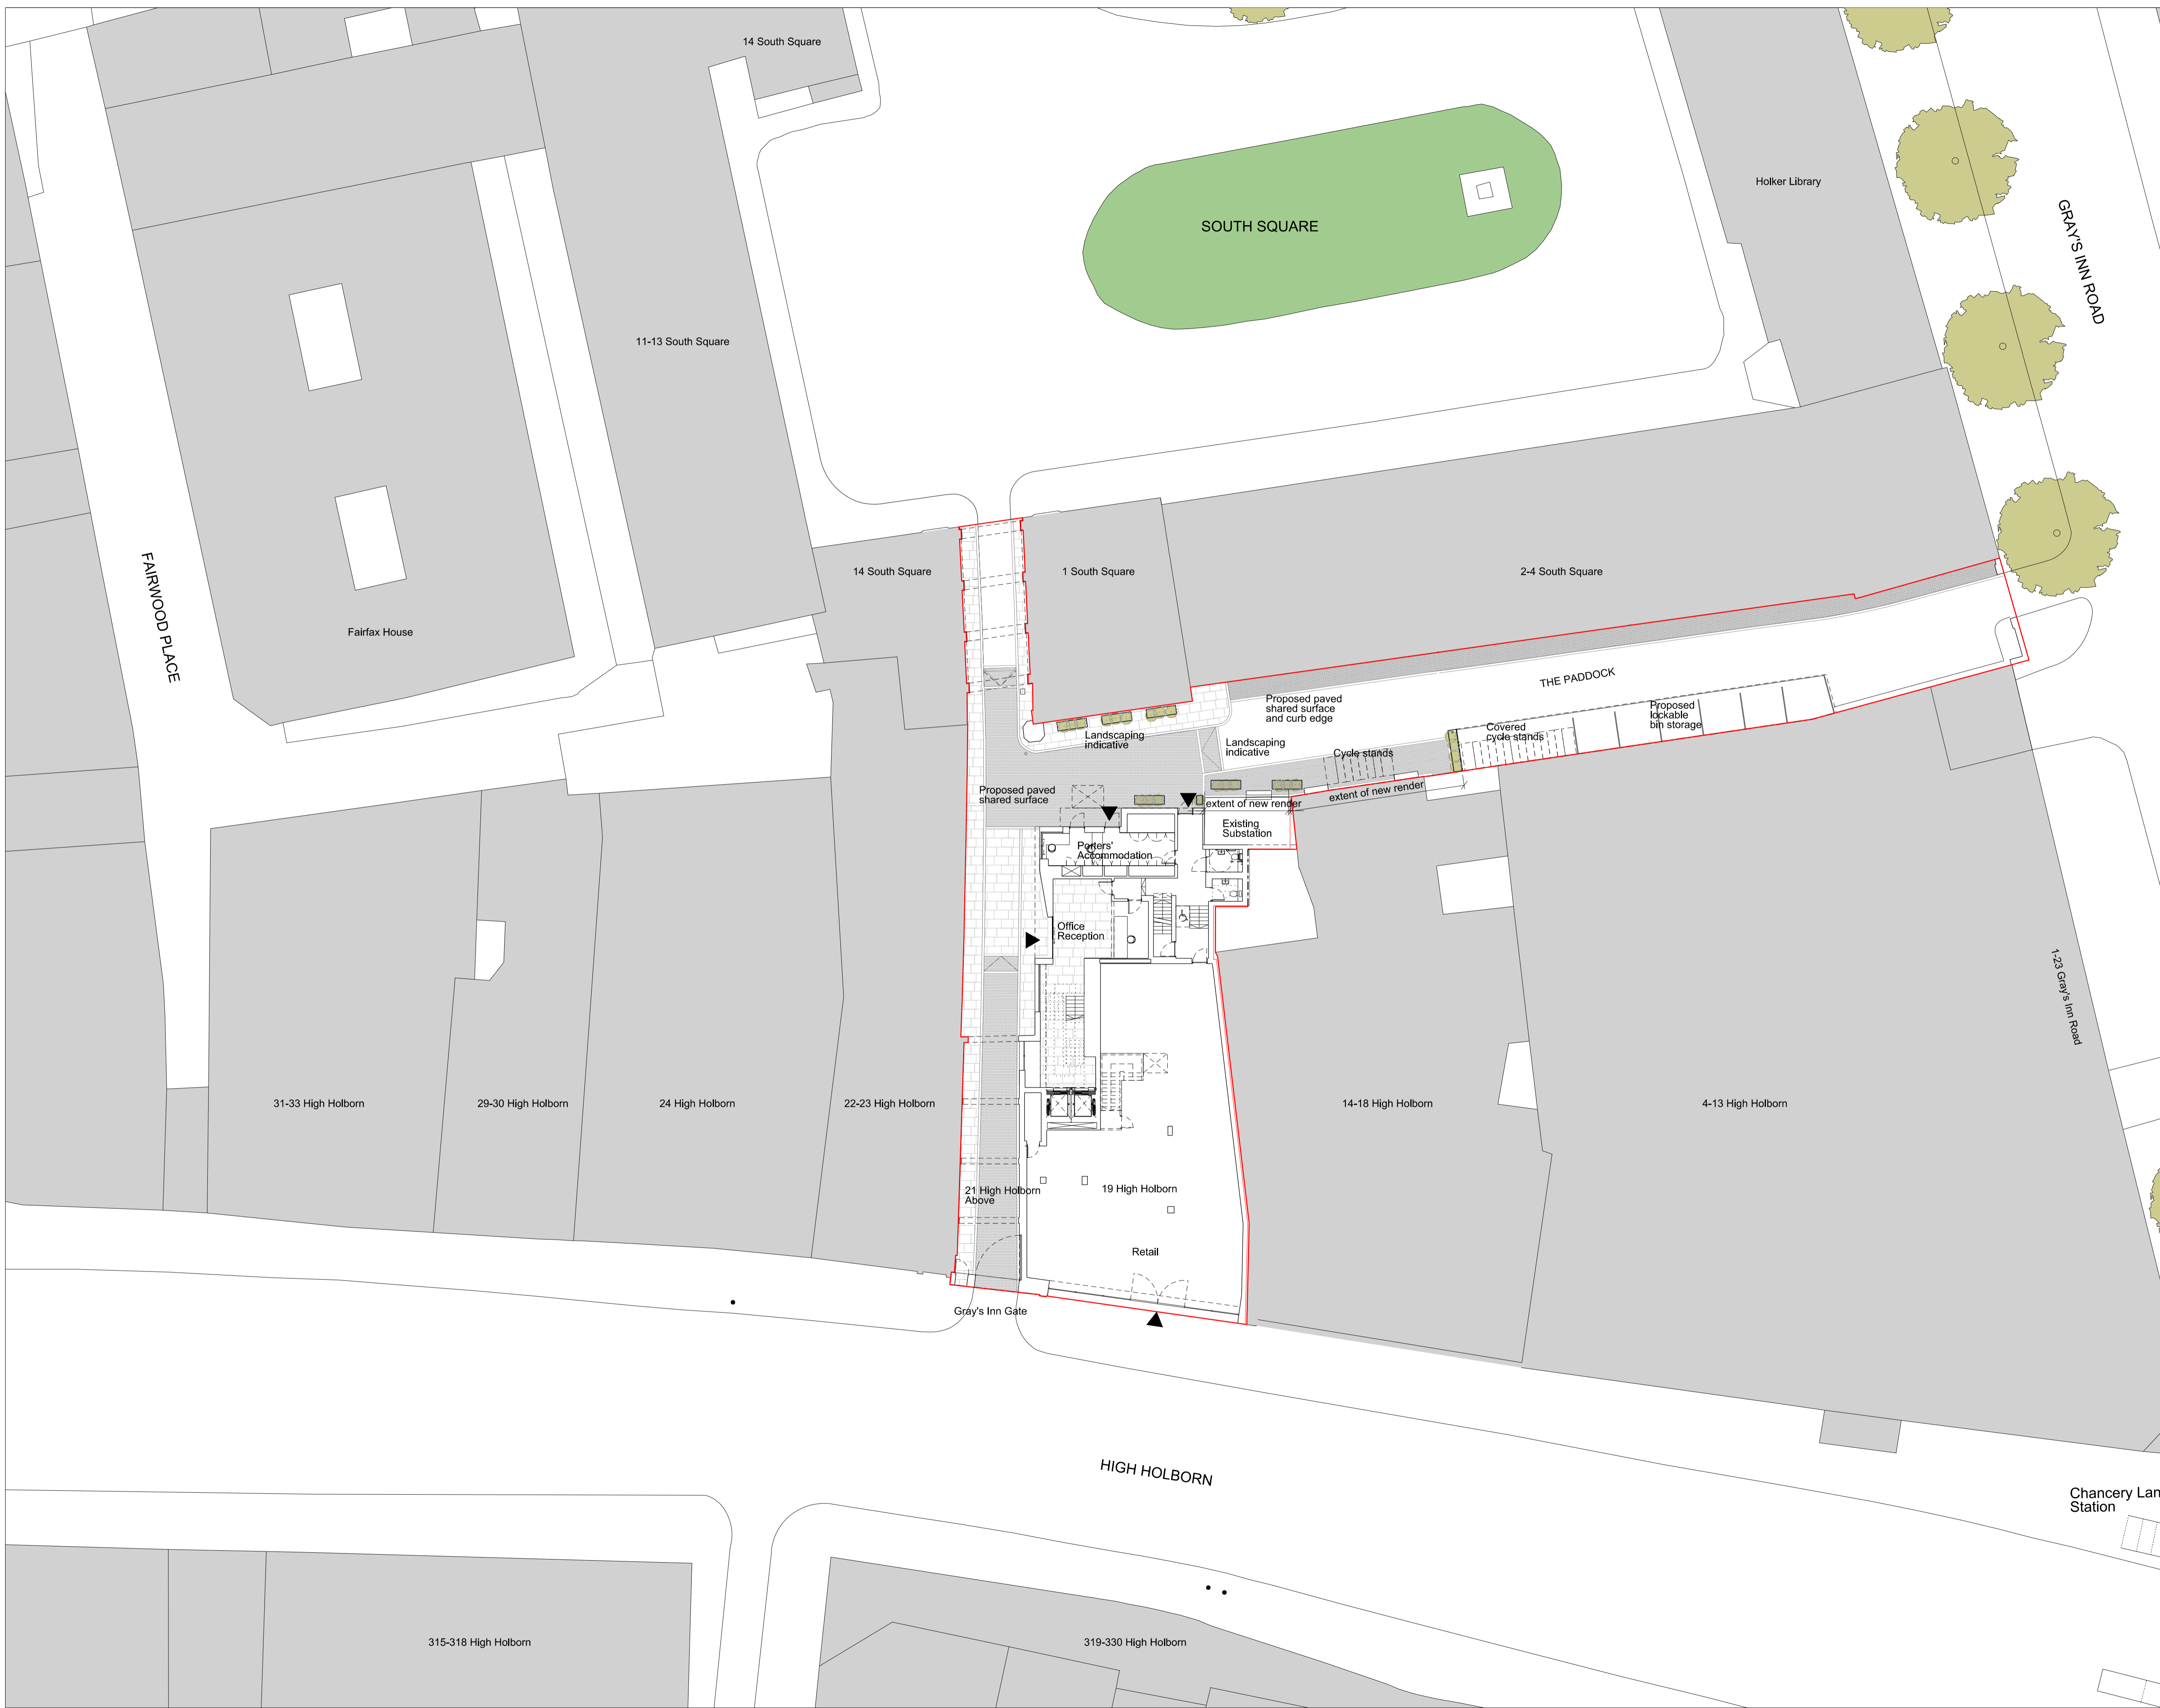 14 South Square
Holker Library
SOUTH SQUARE
GRAY'S INN ROAD
11-13 South Square
FAIRWOOD PLACE
14 South Square
1 South Square
2-4 South Square
Fairfax House
THE PADDOCK
Proposed paved
shared surface
and curb edge
Proposed
lockable
bin storage
Covered
cycle stands
Landscaping
indicative
Landscaping
indicative
Cycle stands
Proposed paved
shared surface
extent of new render
extent of new render
Existing
Substation
Porters'
Accommodation
Office
Reception
1-23 Gray's Inn Road
31-33 High Holborn
29-30 High Holborn
24 High Holborn
22-23 High Holborn
14-18 High Holborn
4-13 High Holborn
21 High Holborn
Above
19 High Holborn
Retail
Gray's Inn Gate
HIGH HOLBORN
Chancery Lan
Station
315-318 High Holborn
319-330 High Holborn